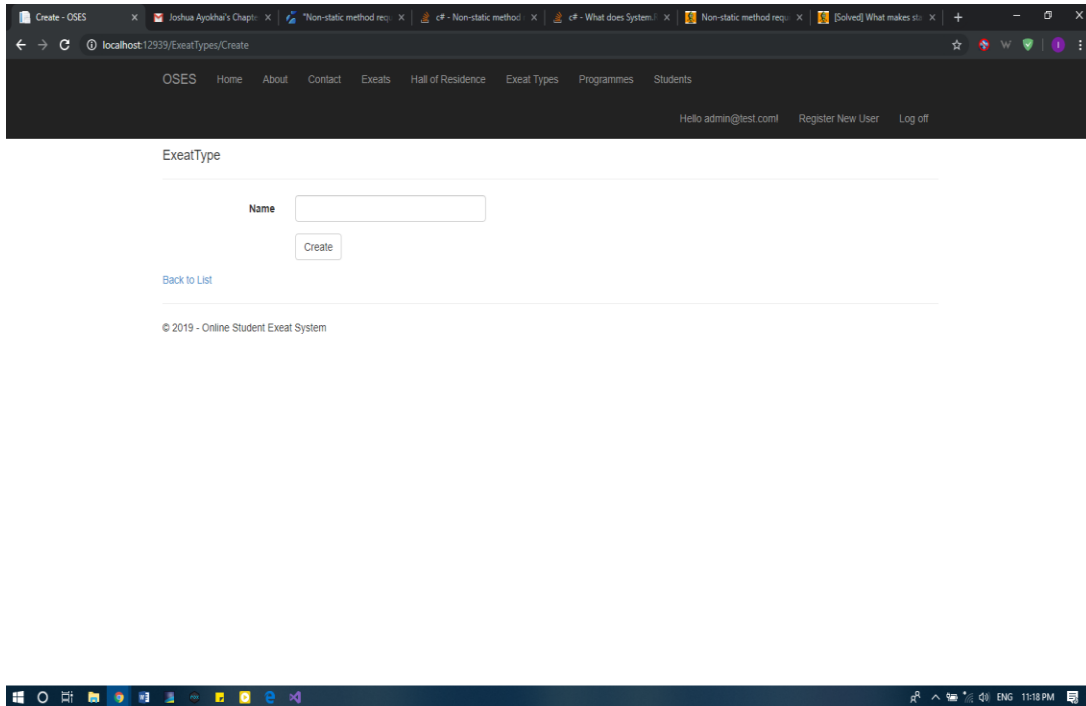 Create - OSES
Joshua Ayokhai's Chapte
"Non-static method requ
c# - Non-static method
c# - What does System.
Non-static method requ
[Solved] What makes sta
localhost:12939/ExeatTypes/Create
OSES Home About Contact Exeats Hall of Residence Exeat Types Programmes Students
Hello admin@test.com! Register New User Log off
ExeatType
Name
Create
Back to List
© 2019 - Online Student Exeat System
ENG 11:18 PM